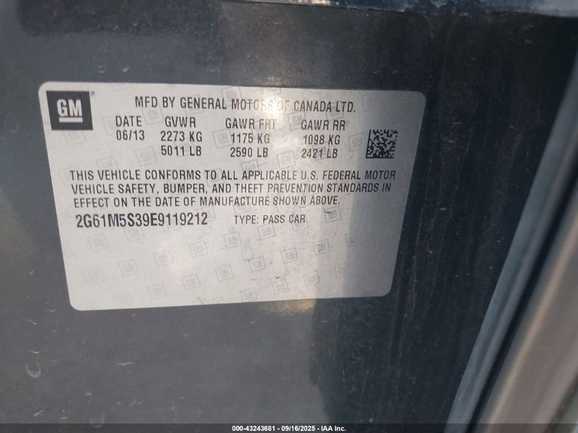 GM
MFD BY GENERAL MOTORS OF CANADA LTD.
DATE GVWR GAWR FRT GAWR RR
06/13 2273 KG 1175 KG 1098 KG
5011 LB 2590 LB 2421 LB
THIS VEHICLE CONFORMS TO ALL APPLICABLE U.S. FEDERAL MOTOR
VEHICLE SAFETY, BUMPER, AND THEFT PREVENTION STANDARDS IN
EFFECT ON THE DATE OF MANUFACTURE SHOWN ABOVE.
2G61M5S39E9119212 TYPE: PASS CAR
000-43243681 - 09/16/2025 - IAA Inc.